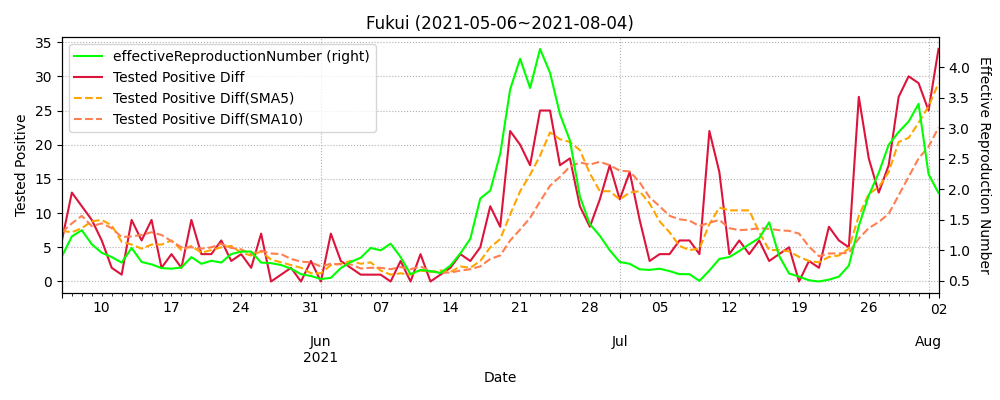 Fukui (2021-05-06~2021-08-04)
effectiveReproductionNumber (right)
Tested Positive Diff
Tested Positive Diff(SMA5)
Tested Positive Diff(SMA10)
Tested Positive
35
30
25
20
15
10
5
0
4.0
3.5
3.0
2.5
2.0
1.5
1.0
0.5
Effective Reproduction Number
10 17 24 31 07 14 21 28 05 12 19 26 02
Jun Jul Aug
2021
Date